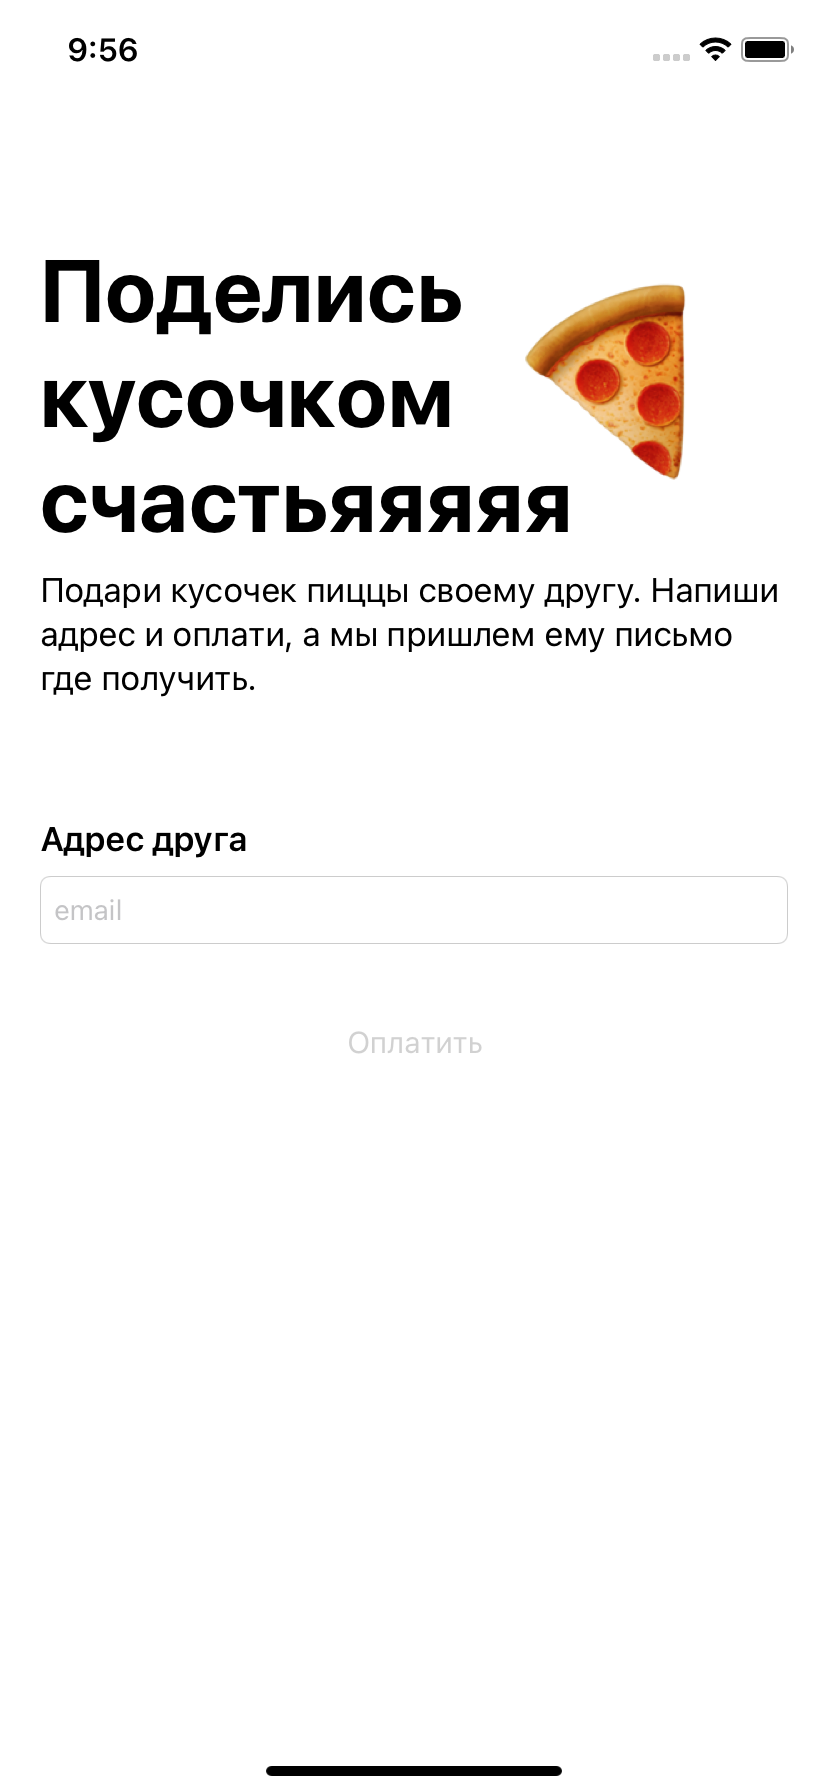 9:56
Поделись
кусочком
счастьяяяяя
Подари кусочек пиццы своему другу. Напиши
адрес и оплати, а мы пришлем ему письмо
где получить.
Адрес друга
email
Оплатить